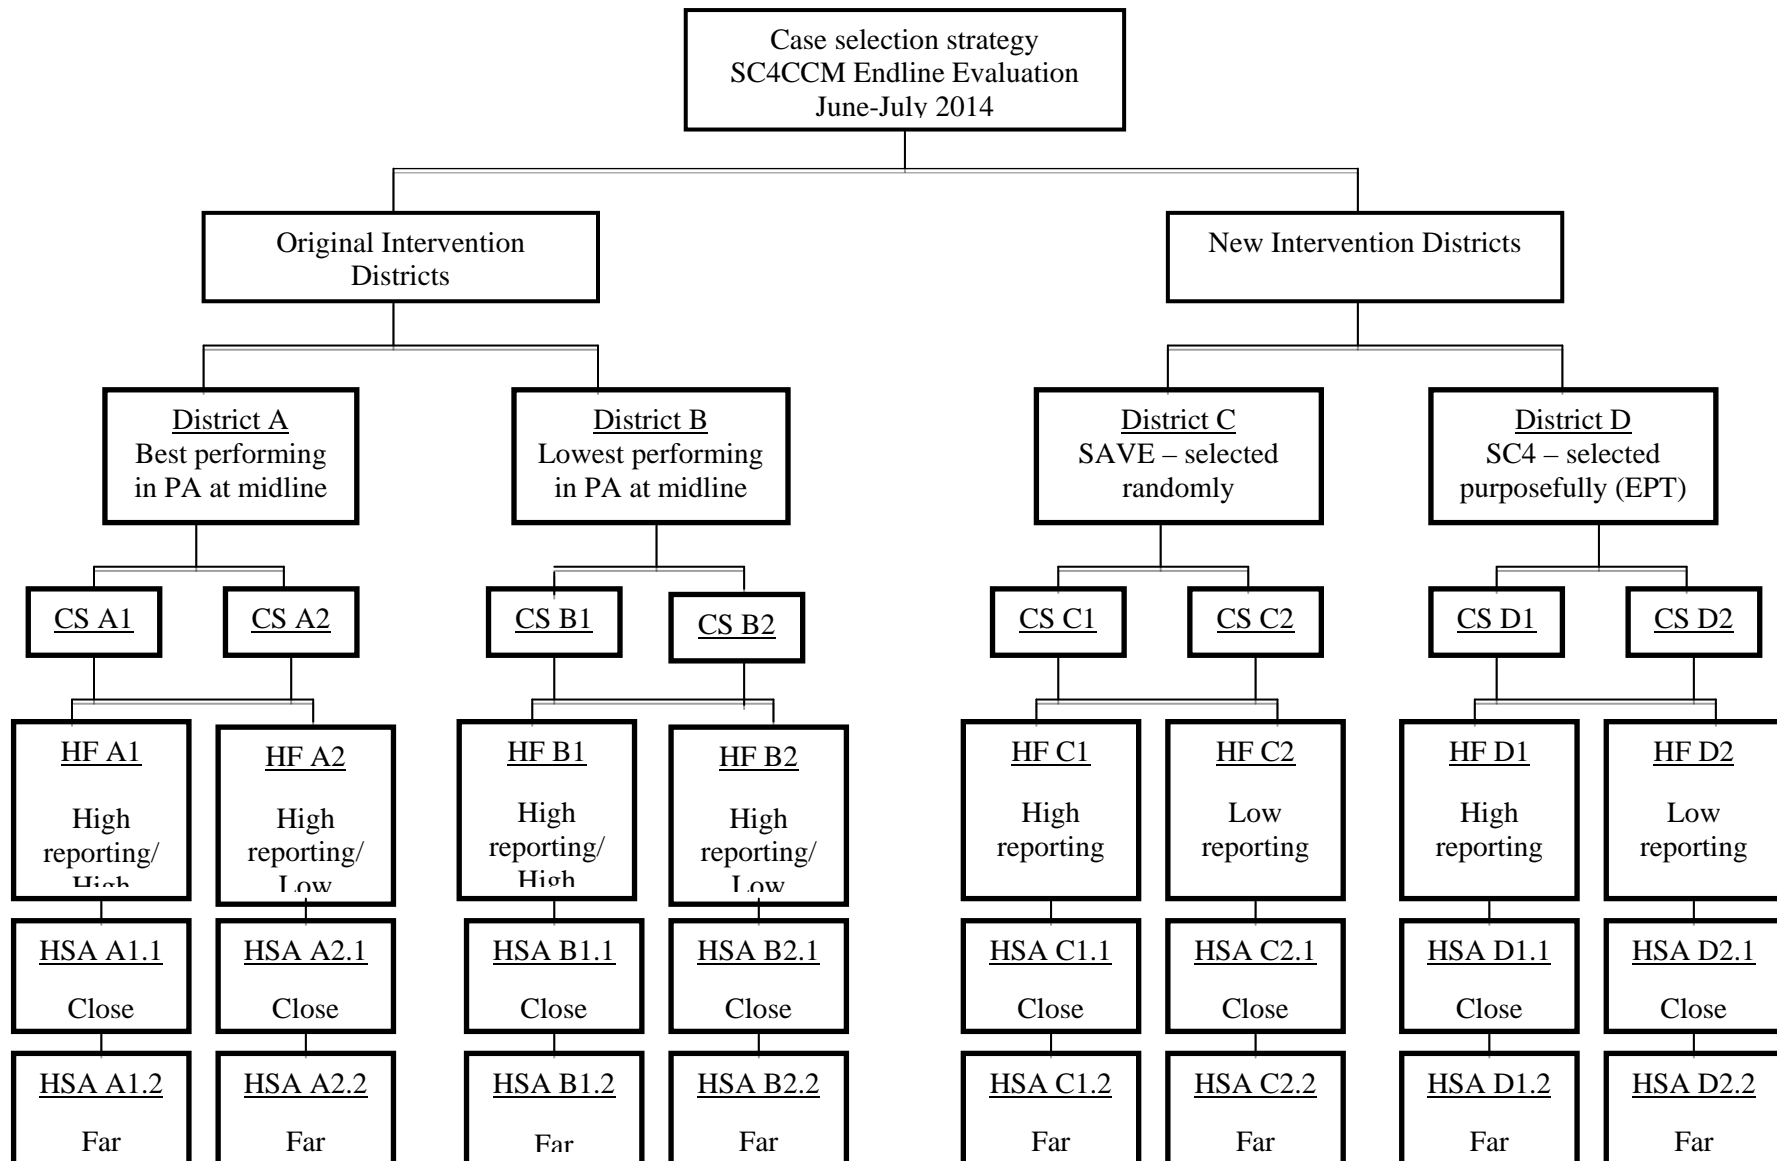 Case selection strategy
SC4CCM Endline Evaluation
June-July 2014
Original Intervention
Districts
New Intervention Districts
District A
Best performing
in PA at midline
District B
Lowest performing
in PA at midline
District C
SAVE – selected
randomly
District D
SC4 – selected
purposefully (EPT)
CS A1
CS A2
CS B1
CS B2
CS C1
CS C2
CS D1
CS D2
HF A1
High
reporting/
High
HF A2
High
reporting/
Low
HF B1
High
reporting/
High
HF B2
High
reporting/
Low
HF C1
High
reporting
HF C2
Low
reporting
HF D1
High
reporting
HF D2
Low
reporting
HSA A1.1
Close
HSA A2.1
Close
HSA B1.1
Close
HSA B2.1
Close
HSA C1.1
Close
HSA C2.1
Close
HSA D1.1
Close
HSA D2.1
Close
HSA A1.2
Far
HSA A2.2
Far
HSA B1.2
Far
HSA B2.2
Far
HSA C1.2
Far
HSA C2.2
Far
HSA D1.2
Far
HSA D2.2
Far